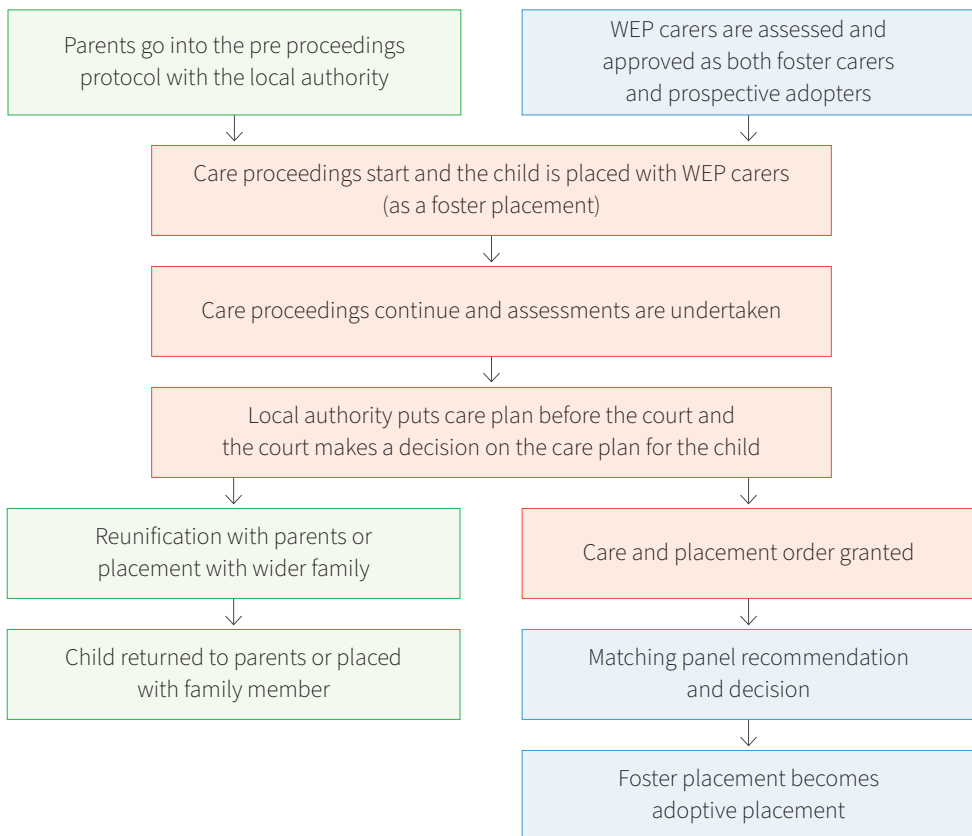 Parents go into the pre proceedings
protocol with the local authority
WEP carers are assessed and
approved as both foster carers
and prospective adopters
Care proceedings start and the child is placed with WEP carers
(as a foster placement)
Care proceedings continue and assessments are undertaken
Local authority puts care plan before the court and
the court makes a decision on the care plan for the child
Reunification with parents or
placement with wider family
Care and placement order granted
Child returned to parents or placed
with family member
Matching panel recommendation
and decision
Foster placement becomes
adoptive placement